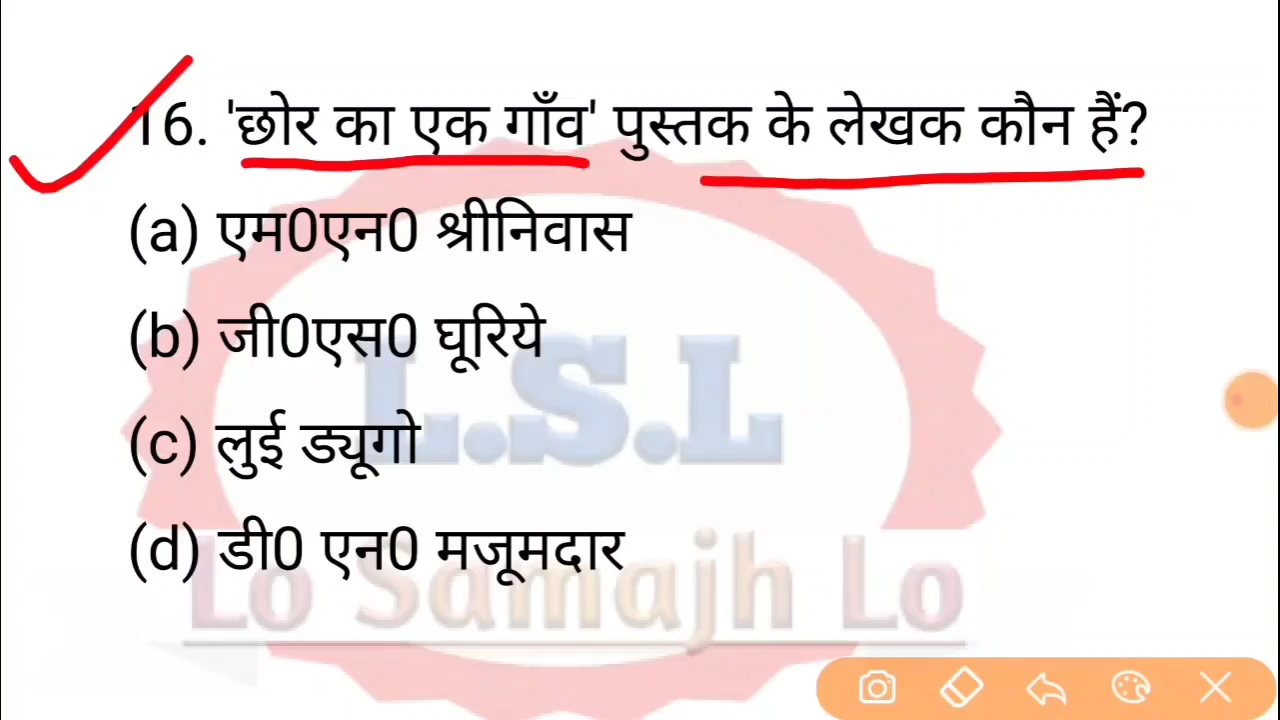 16. 'छोर का एक गाँव' पुस्तक के लेखक कौन हैं?
(a) एम0एन0 श्रीनिवास
(b) जी0एस0 घूरिये
(c) लुई ड्यूगो
(d) डी0 एन0 मजूमदार
L.S.L
Lo Samajh Lo